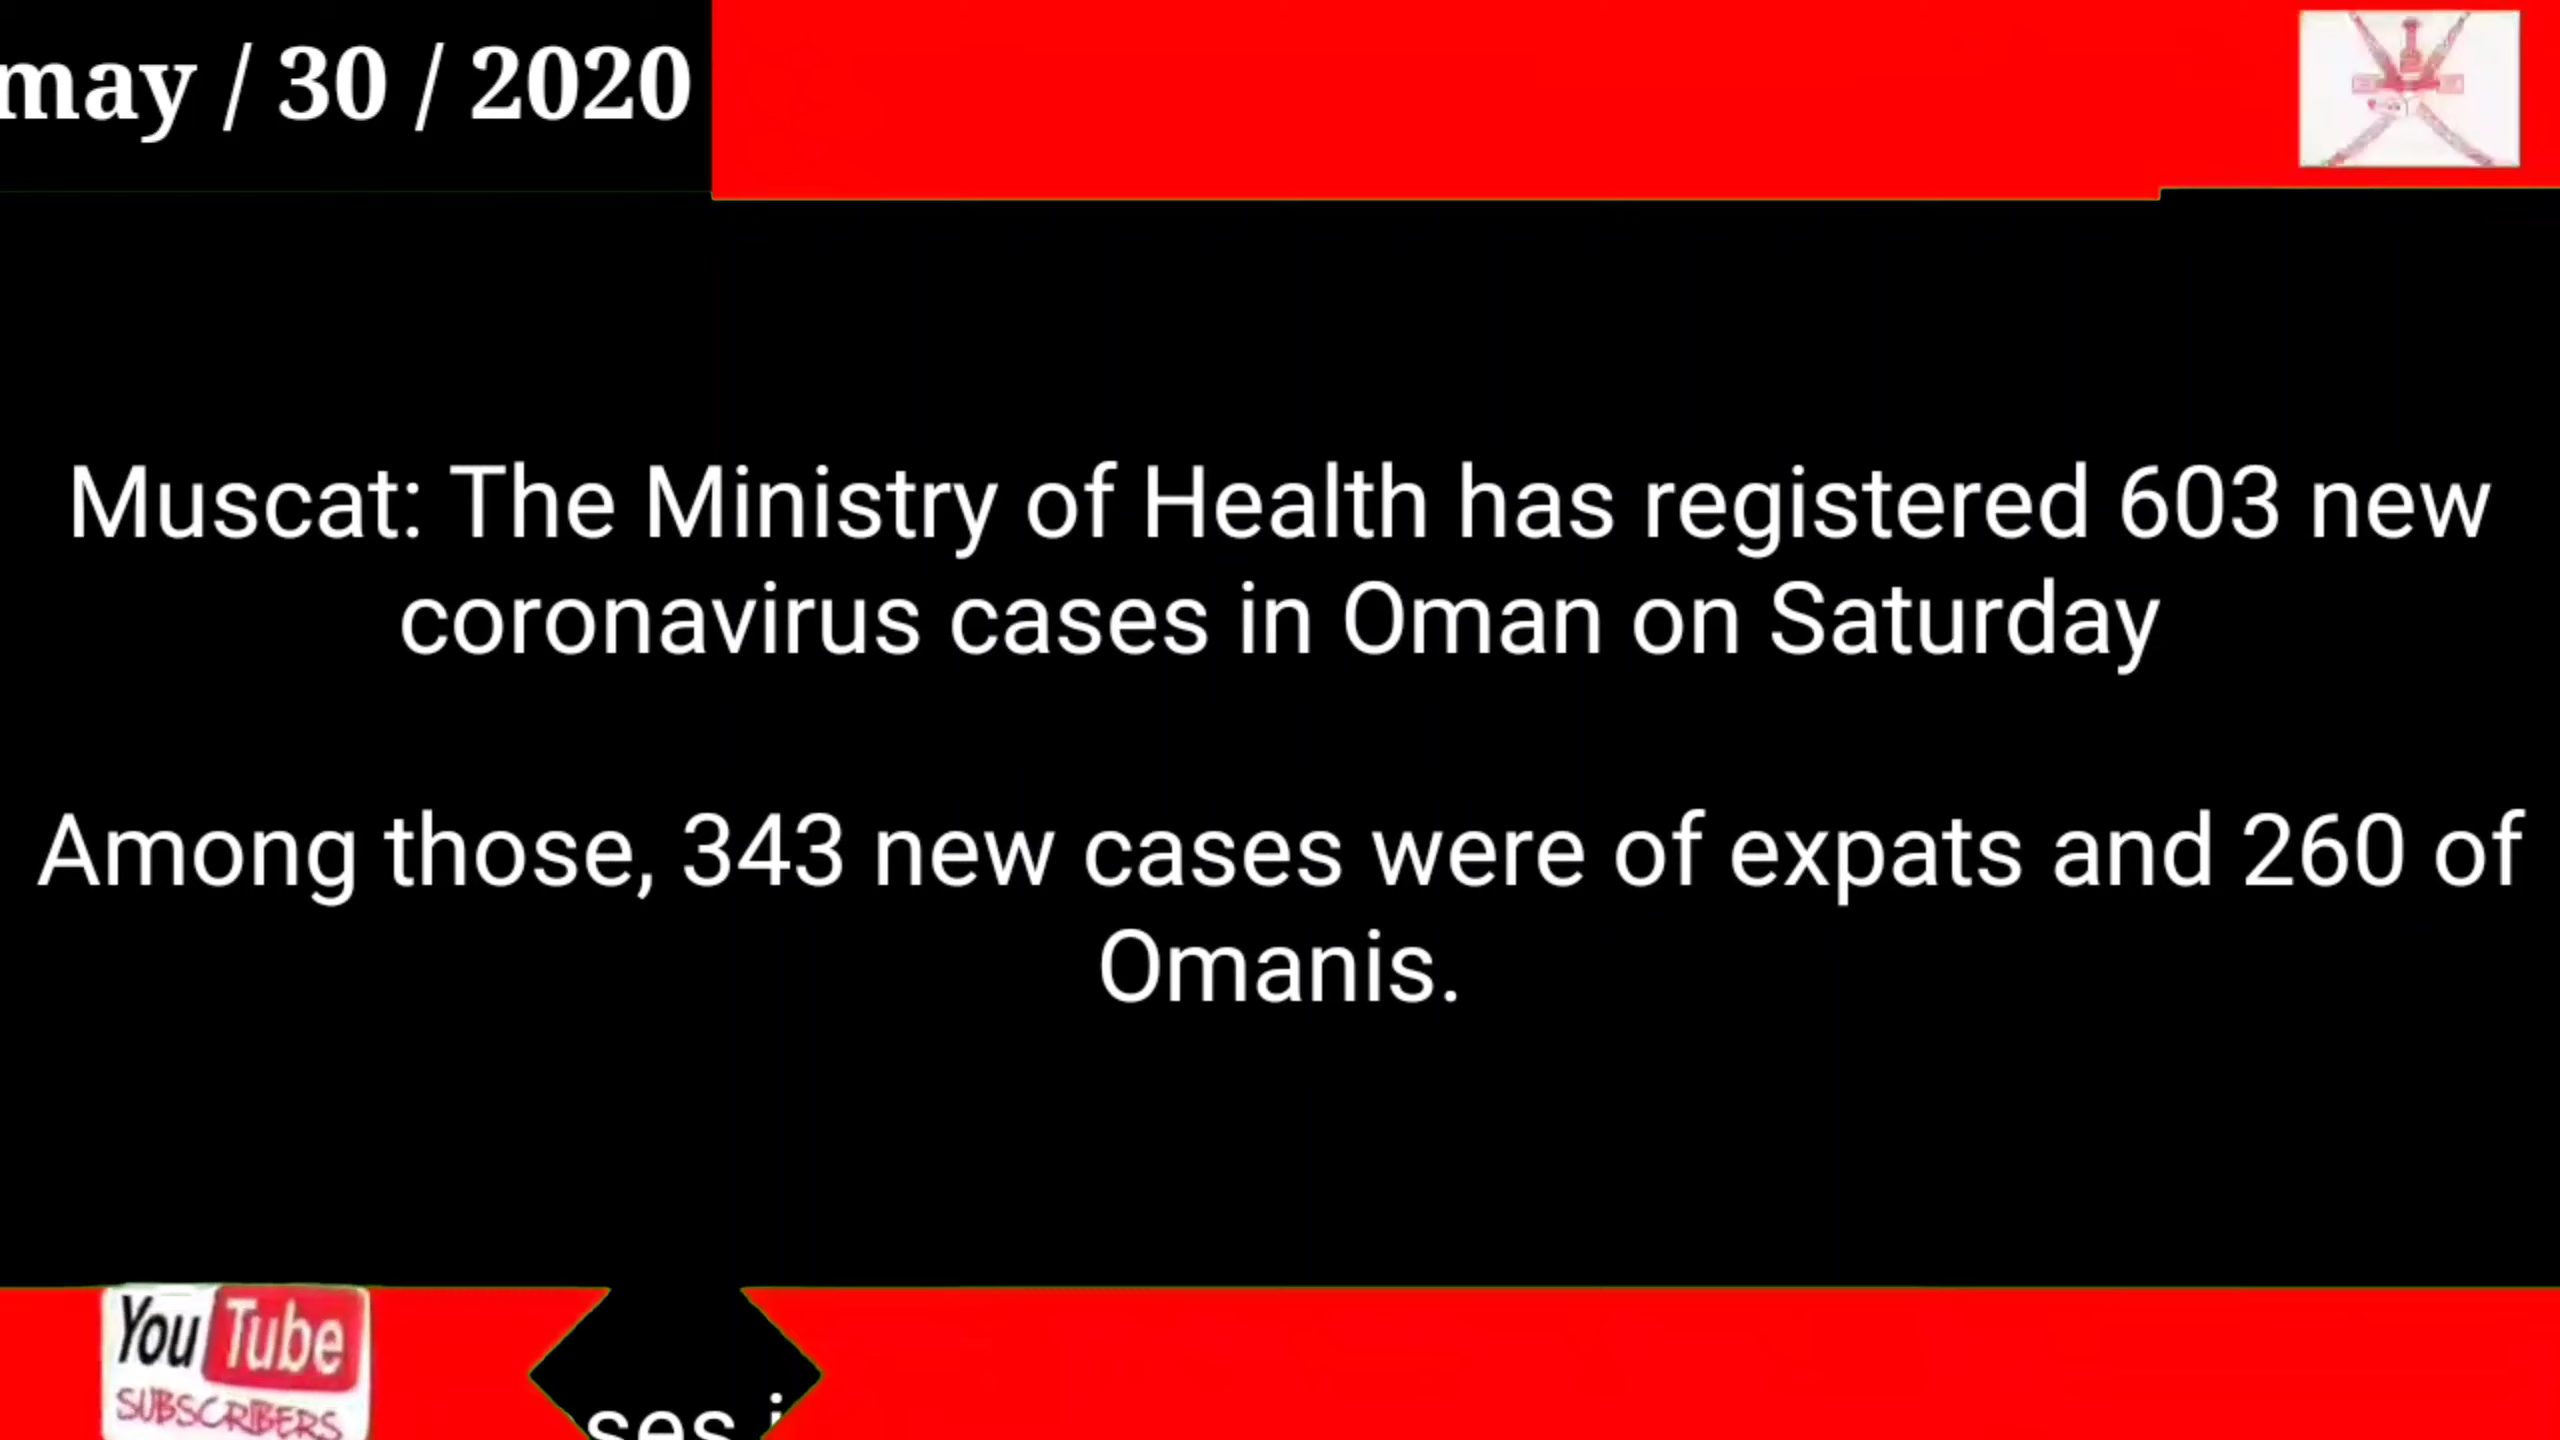 may / 30 / 2020
Muscat: The Ministry of Health has registered 603 new
coronavirus cases in Oman on Saturday
Among those, 343 new cases were of expats and 260 of
Omanis.
You Tube
SUBSCRIBERS